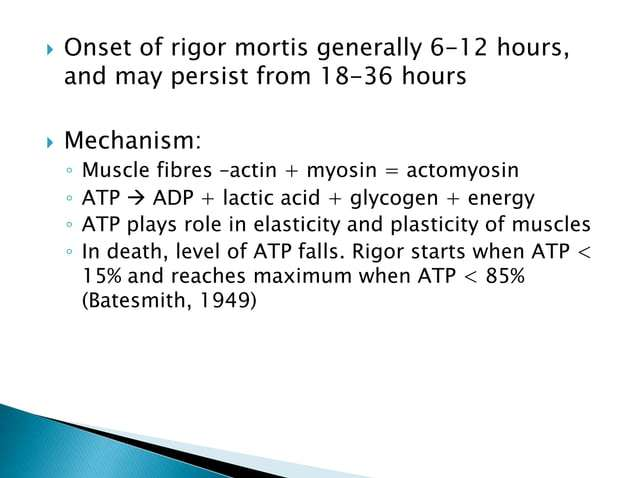 Onset of rigor mortis generally 6-12 hours,
and may persist from 18-36 hours
Mechanism:
Muscle fibres –actin + myosin = actomyosin
ATP → ADP + lactic acid + glycogen + energy
ATP plays role in elasticity and plasticity of muscles
In death, level of ATP falls. Rigor starts when ATP <
15% and reaches maximum when ATP < 85%
(Batesmith, 1949)